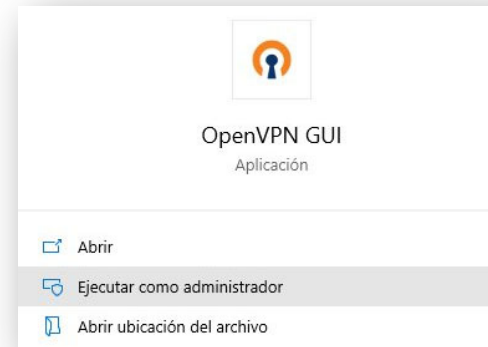 OpenVPN GUI
Aplicación
Abrir
Ejecutar como administrador
Abrir ubicación del archivo